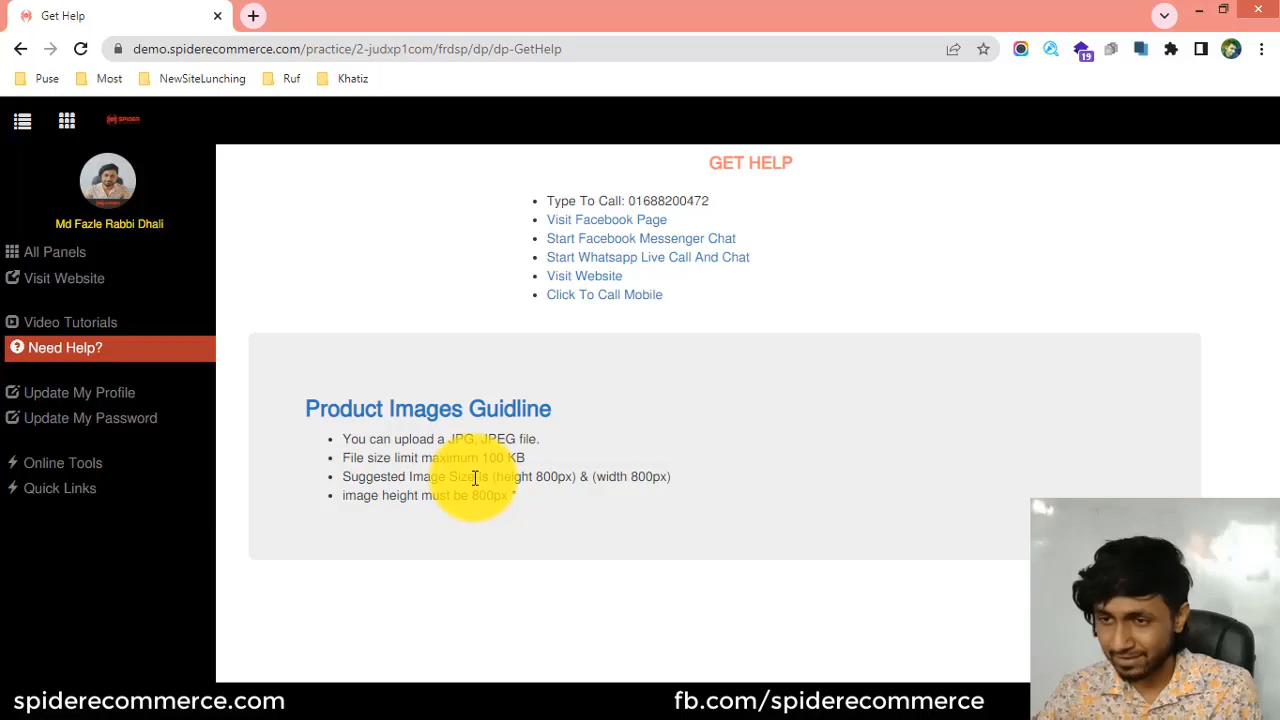 Get Help
demo.spiderecommerce.com/practice/2-judxp1com/frdsp/dp/dp-GetHelp
19
Puse
Most
NewSiteLunching
Ruf
Khatiz
SPIDER
Md Fazle Rabbi Dhali
All Panels
Visit Website
Video Tutorials
Need Help?
Update My Profile
Update My Password
Online Tools
Quick Links
GET HELP
Type To Call: 01688200472
Visit Facebook Page
Start Facebook Messenger Chat
Start Whatsapp Live Call And Chat
Visit Website
Click To Call Mobile
Product Images Guidline
You can upload a JPG, JPEG file.
File size limit maximum 100 KB
Suggested Image Size is (height 800px) & (width 800px)
image height must be 800px *
spiderecommerce.com
fb.com/spiderecommerce